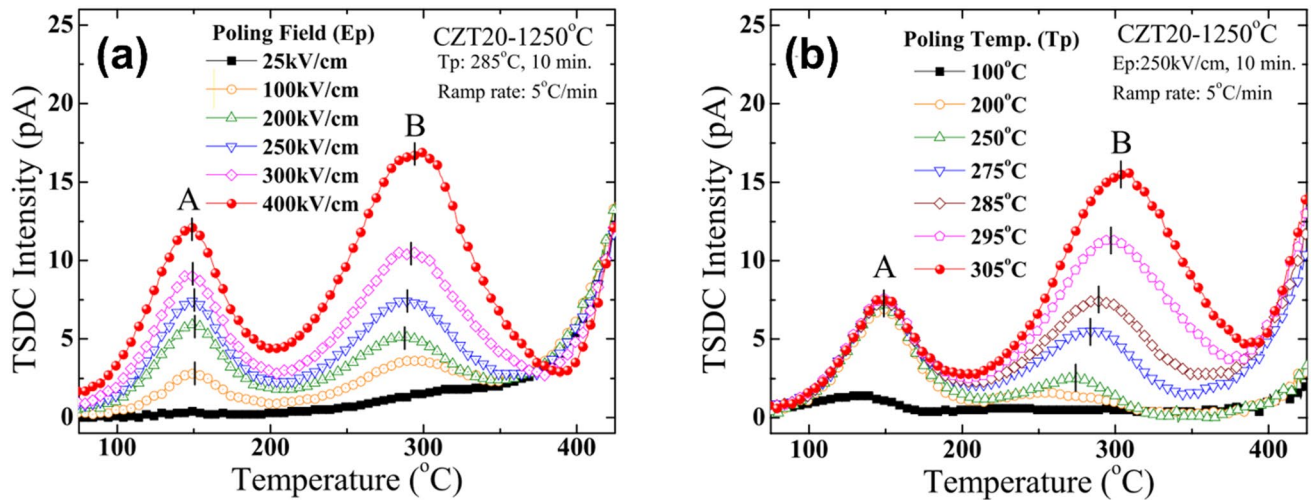 (a)
Poling Field (Ep)
25kV/cm
100kV/cm
200kV/cm
250kV/cm
300kV/cm
400kV/cm
CZT20-1250°C
Tp: 285°C, 10 min.
Ramp rate: 5°C/min
A
B
25
20
15
10
5
0
TSDC Intensity (pA)
100
200
300
400
Temperature (°C)
(b)
Poling Temp. (Tp)
100°C
200°C
250°C
275°C
285°C
295°C
305°C
CZT20-1250°C
Ep:250kV/cm, 10 min.
Ramp rate: 5°C/min
A
B
25
20
15
10
5
0
TSDC Intensity (pA)
100
200
300
400
Temperature (°C)